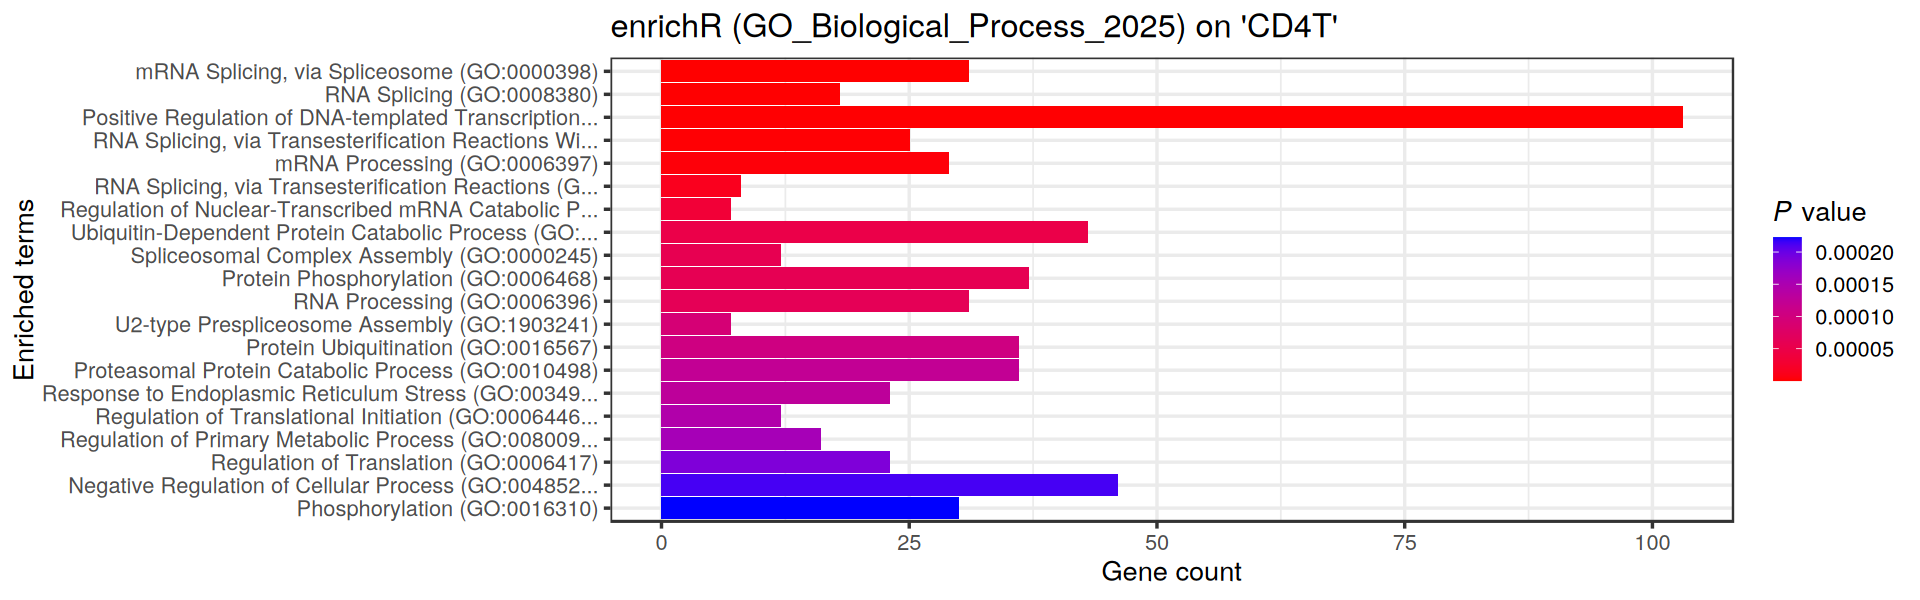 enrichR (GO_Biological_Process_2025) on 'CD4T'
Enriched terms
mRNA Splicing, via Spliceosome (GO:0000398)
RNA Splicing (GO:0008380)
Positive Regulation of DNA-templated Transcription...
RNA Splicing, via Transesterification Reactions Wi...
mRNA Processing (GO:0006397)
RNA Splicing, via Transesterification Reactions (G...
Regulation of Nuclear-Transcribed mRNA Catabolic P...
Ubiquitin-Dependent Protein Catabolic Process (GO:...
Spliceosomal Complex Assembly (GO:0000245)
Protein Phosphorylation (GO:0006468)
RNA Processing (GO:0006396)
U2-type Prespliceosome Assembly (GO:1903241)
Protein Ubiquitination (GO:0016567)
Proteasomal Protein Catabolic Process (GO:0010498)
Response to Endoplasmic Reticulum Stress (GO:00349...
Regulation of Translational Initiation (GO:0006446...
Regulation of Primary Metabolic Process (GO:008009...
Regulation of Translation (GO:0006417)
Negative Regulation of Cellular Process (GO:004852...
Phosphorylation (GO:0016310)
0 25 50 75 100
Gene count
P value
0.00020
0.00015
0.00010
0.00005